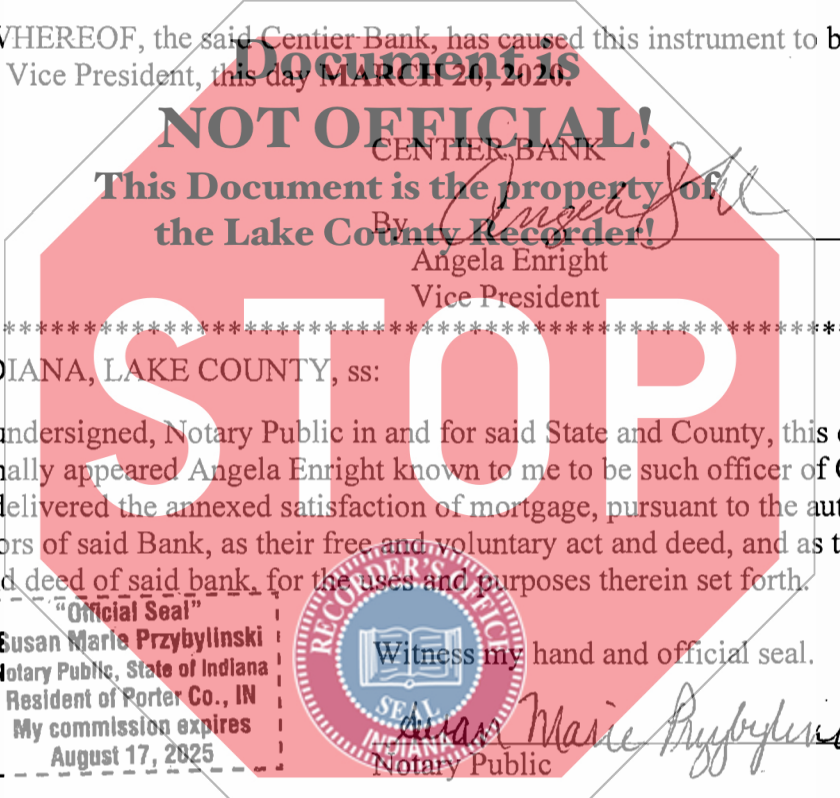 WHEREOF, the said Centier Bank, has caused this instrument to b
Vice President, this day MARCH 20, 2020.
Document is
NOT OFFICIAL!
This Document is the property of
the Lake County Recorder!
CENTIER BANK
By Angela
Angela Enright
Vice President
STOP
DIANA, LAKE COUNTY, ss:
undersigned, Notary Public in and for said State and County, this
nally appeared Angela Enright known to me to be such officer of C
delivered the annexed satisfaction of mortgage, pursuant to the aut
ors of said Bank, as their free and voluntary act and deed, and as t
d deed of said bank, for the uses and purposes therein set forth.
"Official Seal"
Susan Marie Przybylinski
Notary Public, State of Indiana
Resident of Porter Co., IN
My commission expires
August 17, 2025
RECORDER'S OFFICE
SEAL
INDIANA
Witness my hand and official seal.
Susan Marie Przybylins
Notary Public